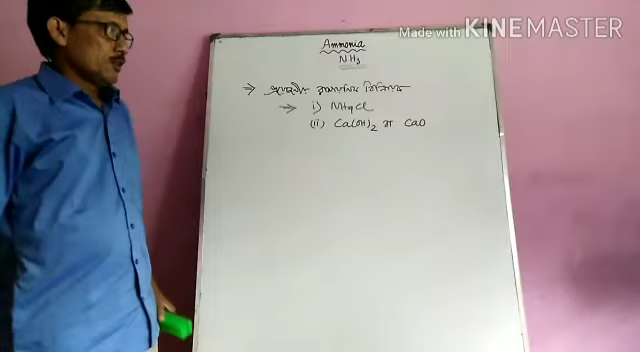 Made with KINEMASTER
Ammonia
NH3
⇒ প্রয়োজনীয় রাসায়নিক বিকারক
⇒ i) NH4Cl
(ii) Ca(OH)2 বা CaO